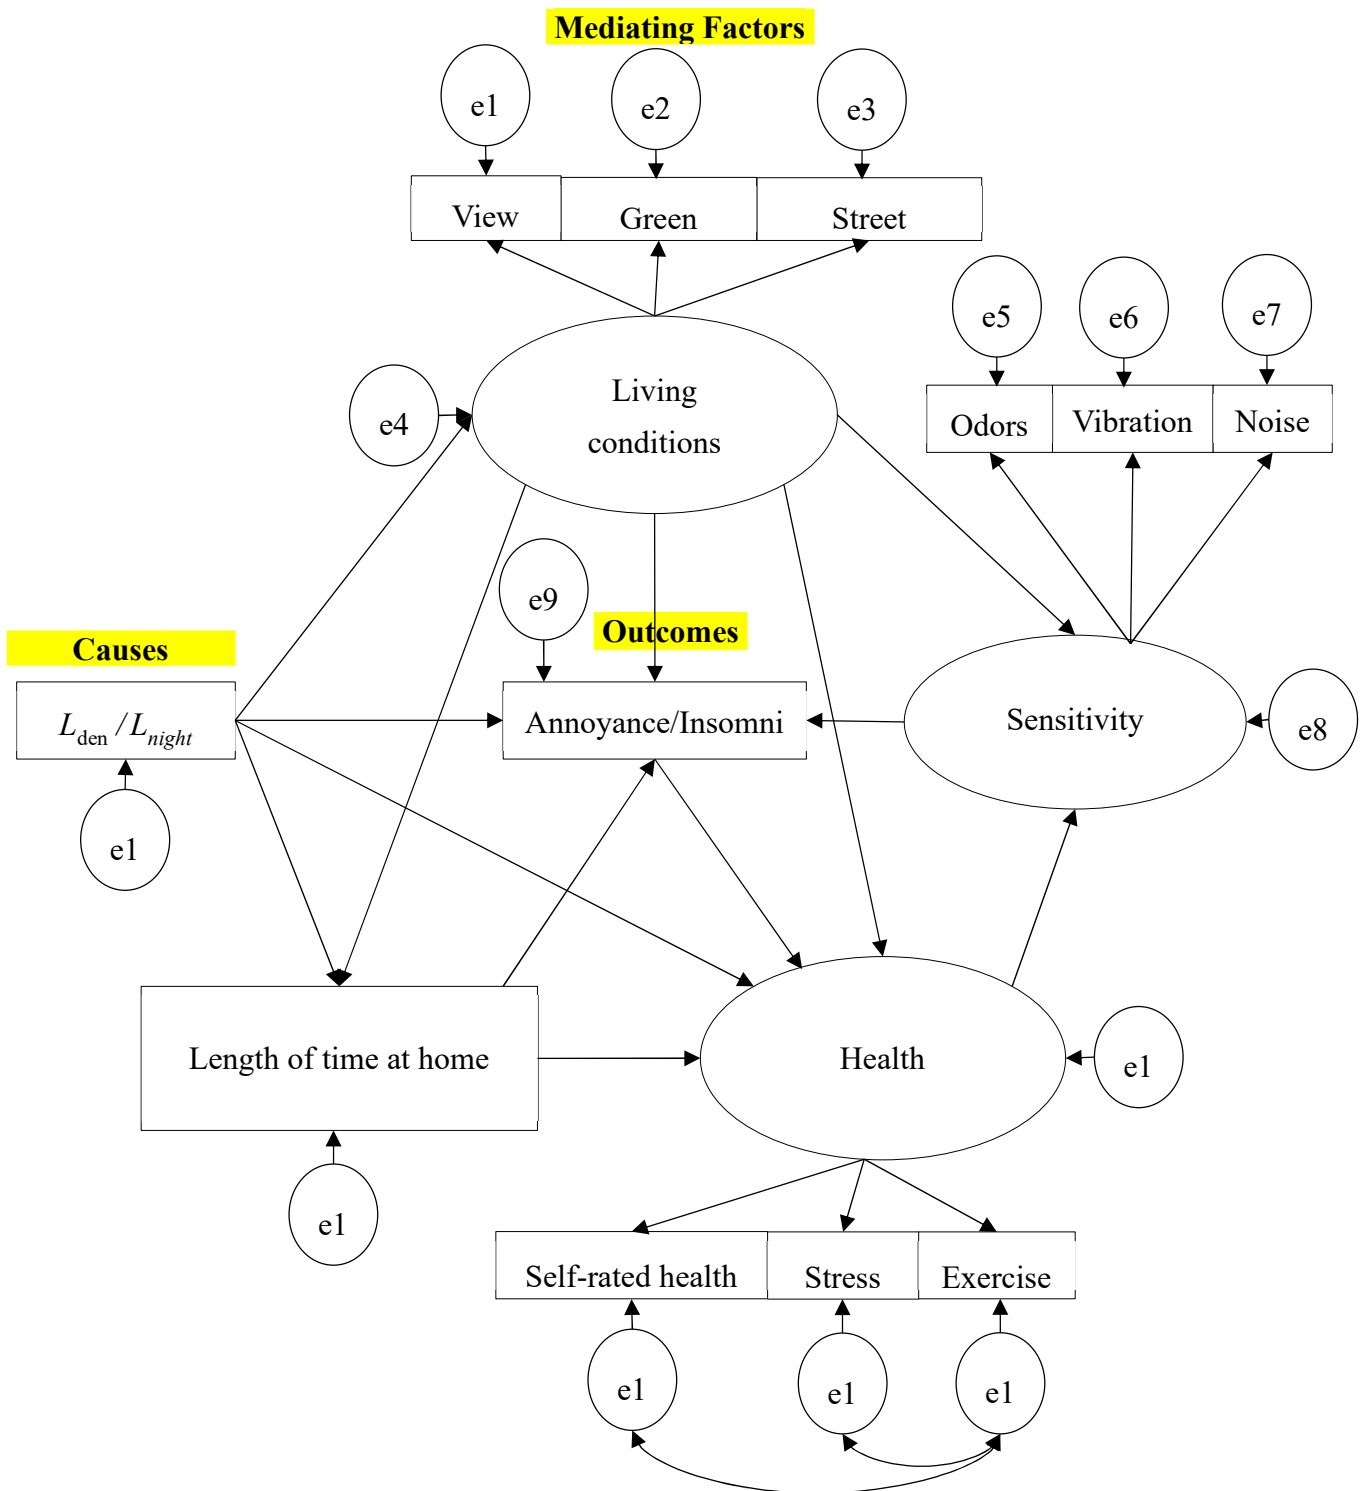 Mediating Factors
e1
e2
e3
View
Green
Street
e5
e6
e7
Living
conditions
e4
Odors
Vibration
Noise
e9
Outcomes
Causes
L_den / L_night
Annoyance/Insomni
Sensitivity
e8
e1
Length of time at home
Health
e1
e1
Self-rated health
Stress
Exercise
e1
e1
e1